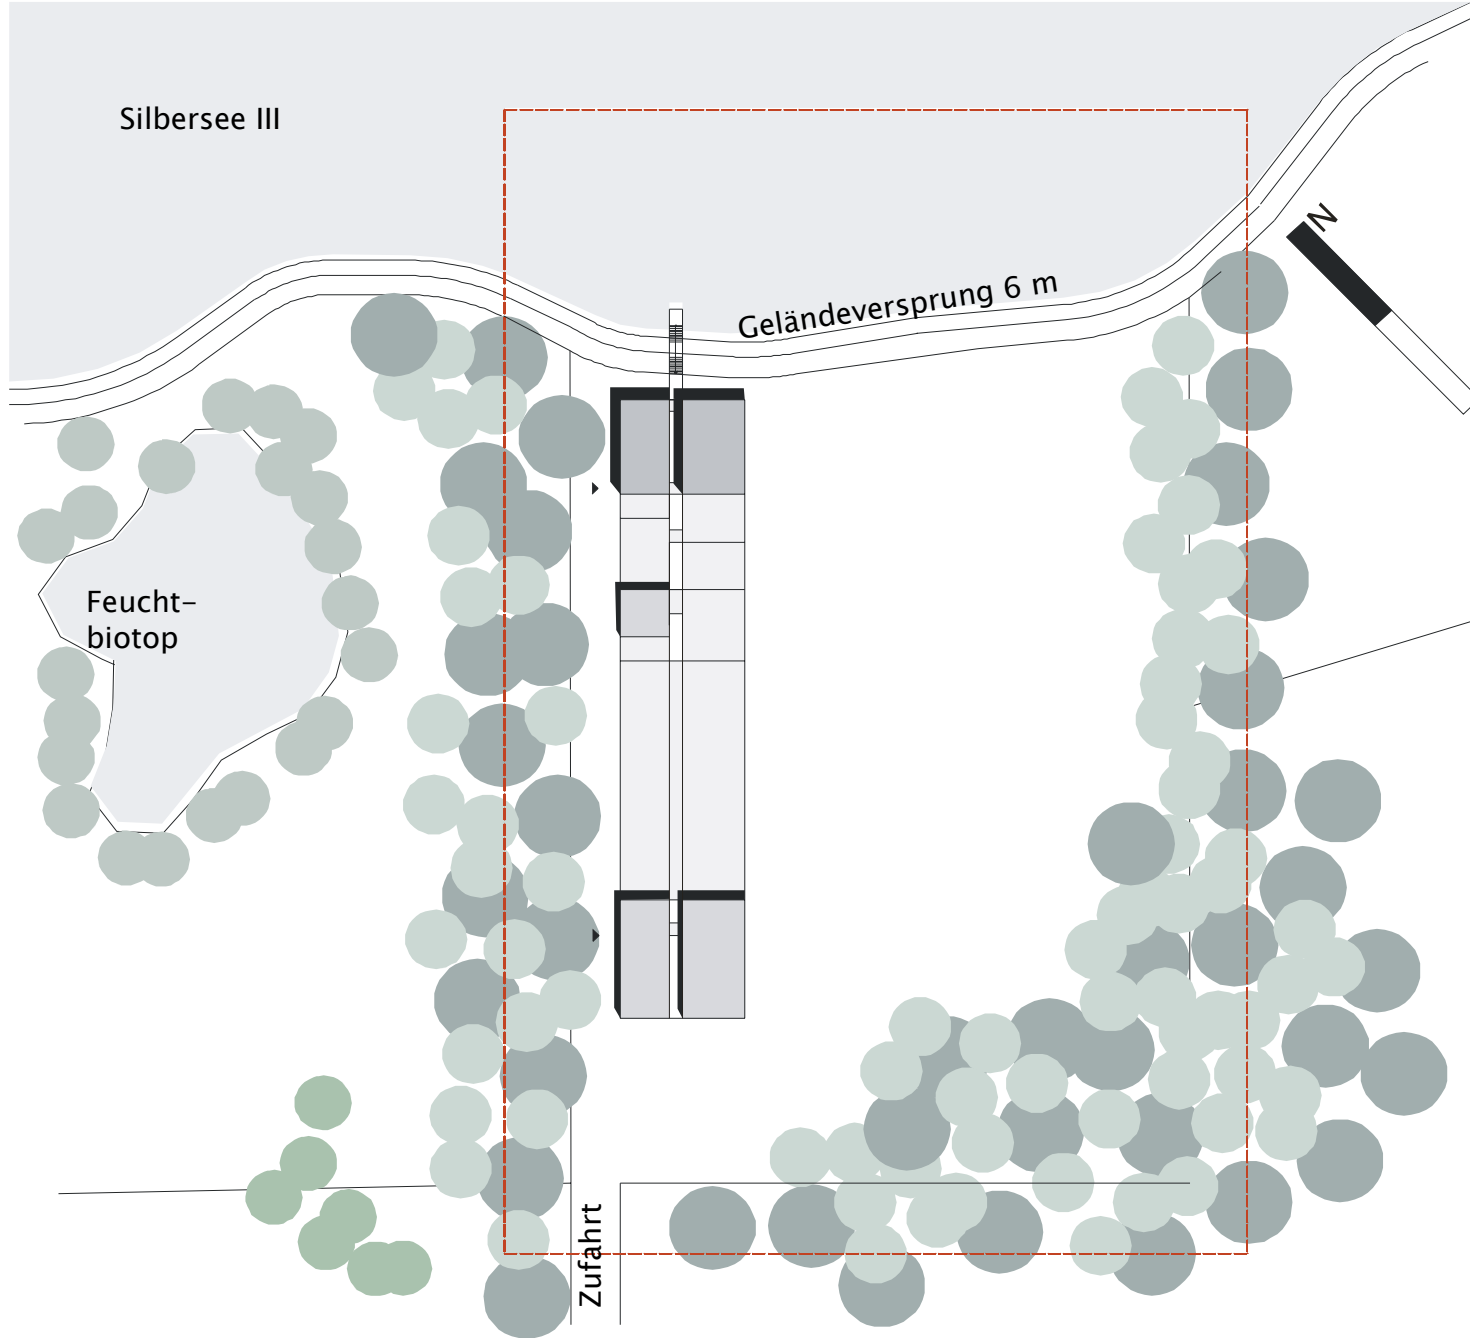 Silbersee III
N
Geländeversprung 6 m
Feucht-
biotop
Zufahrt